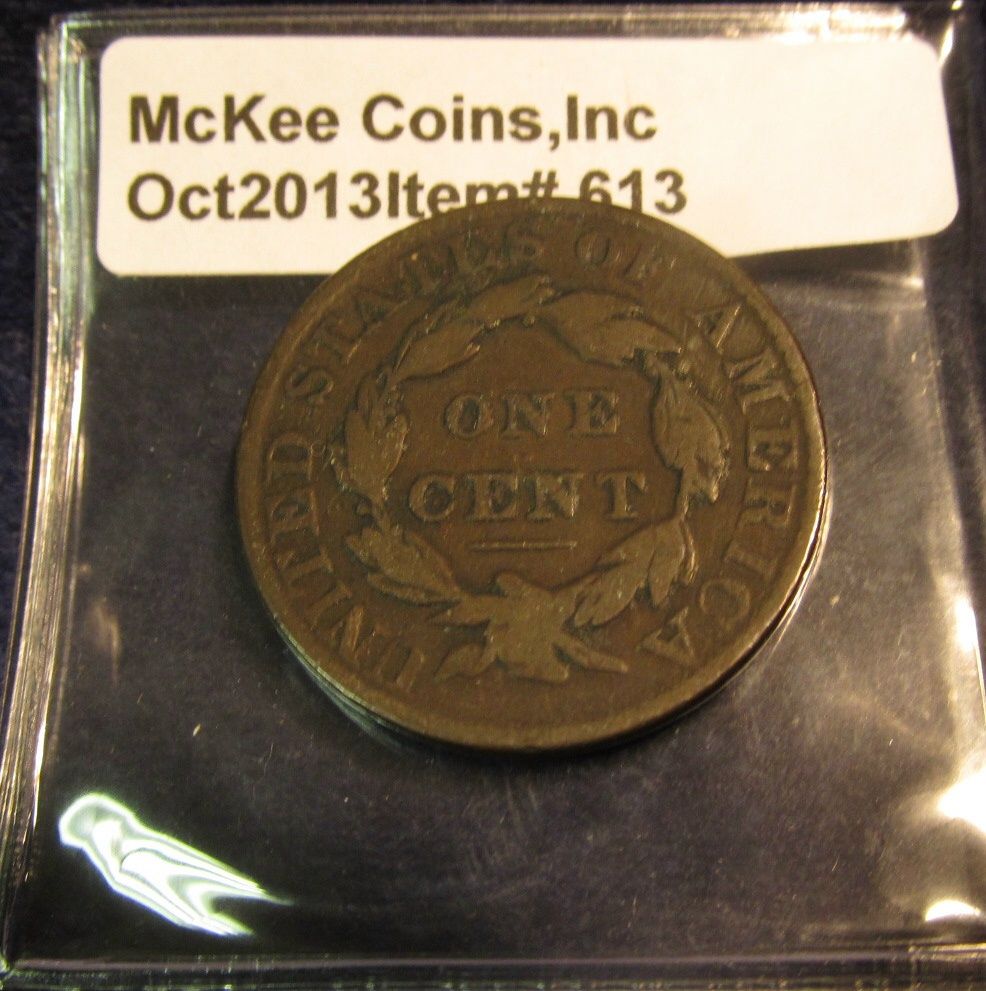 McKee Coins,Inc
Oct2013Item# 613
UNITED STATES OF AMERICA
ONE
CENT